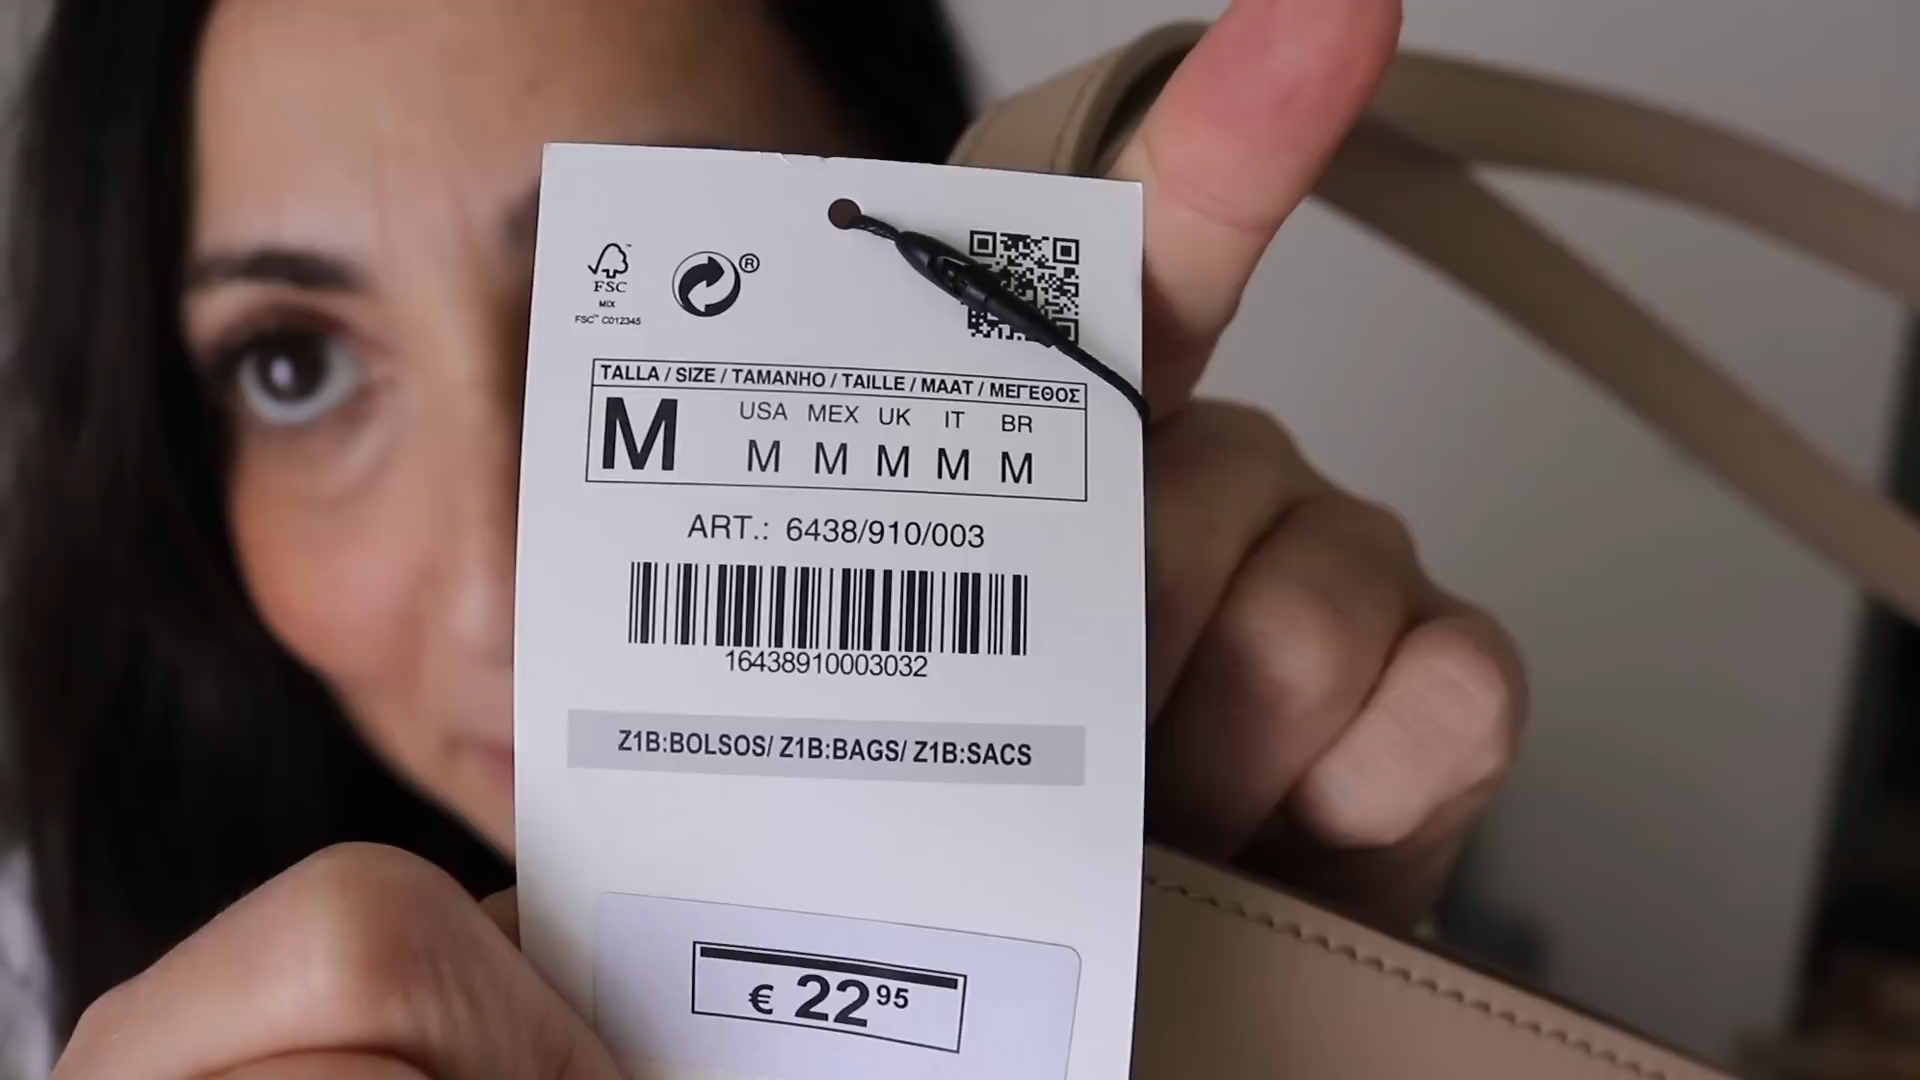 FSC™
MIX
FSC™ C012345
®
TALLA / SIZE / TAMANHO / TAILLE / MAAT / ΜΕΓΕΘΟΣ
M USA MEX UK IT BR
M M M M M
ART.: 6438/910/003
16438910003032
Z1B:BOLSOS/ Z1B:BAGS/ Z1B:SACS
€ 22 95